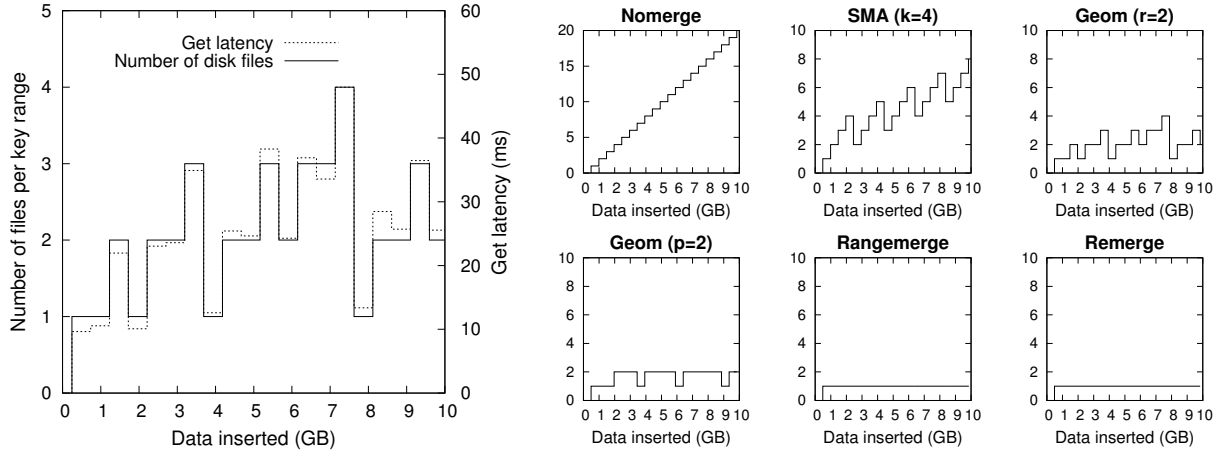 Number of files per key range
5
4
3
2
1
0
Get latency
Number of disk files
60
50
40
30
20
10
0
Get latency (ms)
0 1 2 3 4 5 6 7 8 9 10
Data inserted (GB)
Nomerge
20
15
10
5
0
0 1 2 3 4 5 6 7 8 9 10
Data inserted (GB)
SMA (k=4)
10
8
6
4
2
0
0 1 2 3 4 5 6 7 8 9 10
Data inserted (GB)
Geom (r=2)
10
8
6
4
2
0
0 1 2 3 4 5 6 7 8 9 10
Data inserted (GB)
Geom (p=2)
10
8
6
4
2
0
0 1 2 3 4 5 6 7 8 9 10
Data inserted (GB)
Rangemerge
10
8
6
4
2
0
0 1 2 3 4 5 6 7 8 9 10
Data inserted (GB)
Remerge
10
8
6
4
2
0
0 1 2 3 4 5 6 7 8 9 10
Data inserted (GB)